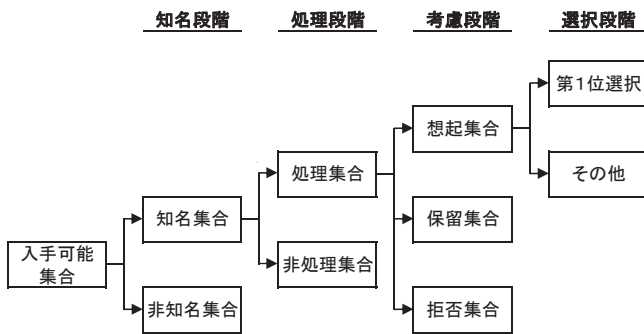 知名段階
処理段階
考慮段階
選択段階
第1位選択
想起集合
処理集合
その他
知名集合
保留集合
入手可能
集合
非処理集合
非知名集合
拒否集合